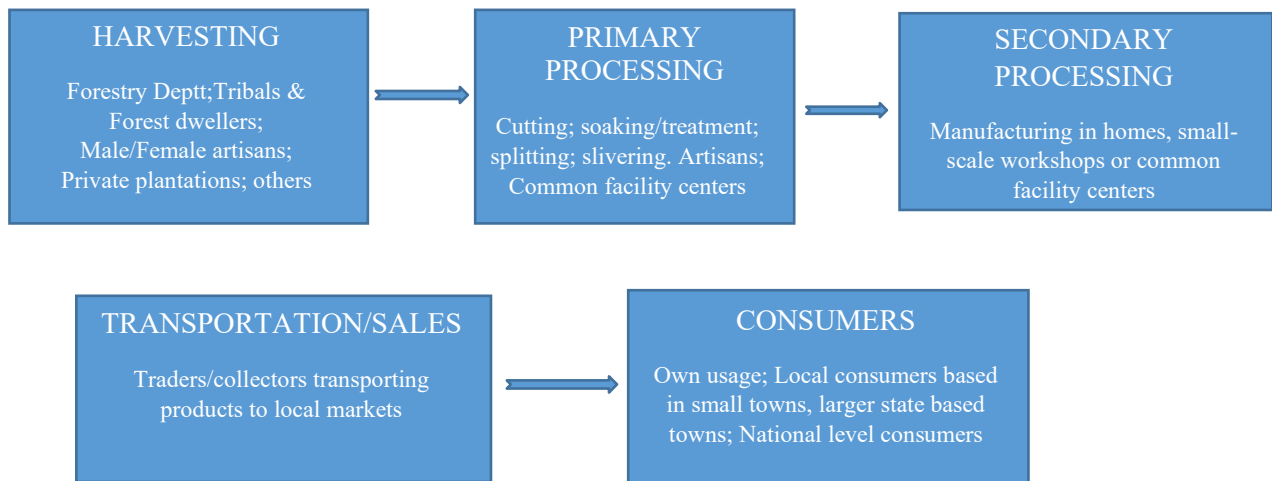 HARVESTING
Forestry Deptt;Tribals &
Forest dwellers;
Male/Female artisans;
Private plantations; others
PRIMARY
PROCESSING
Cutting; soaking/treatment;
splitting; slivering. Artisans;
Common facility centers
SECONDARY
PROCESSING
Manufacturing in homes, small-
scale workshops or common
facility centers
TRANSPORTATION/SALES
Traders/collectors transporting
products to local markets
CONSUMERS
Own usage; Local consumers based
in small towns, larger state based
towns; National level consumers